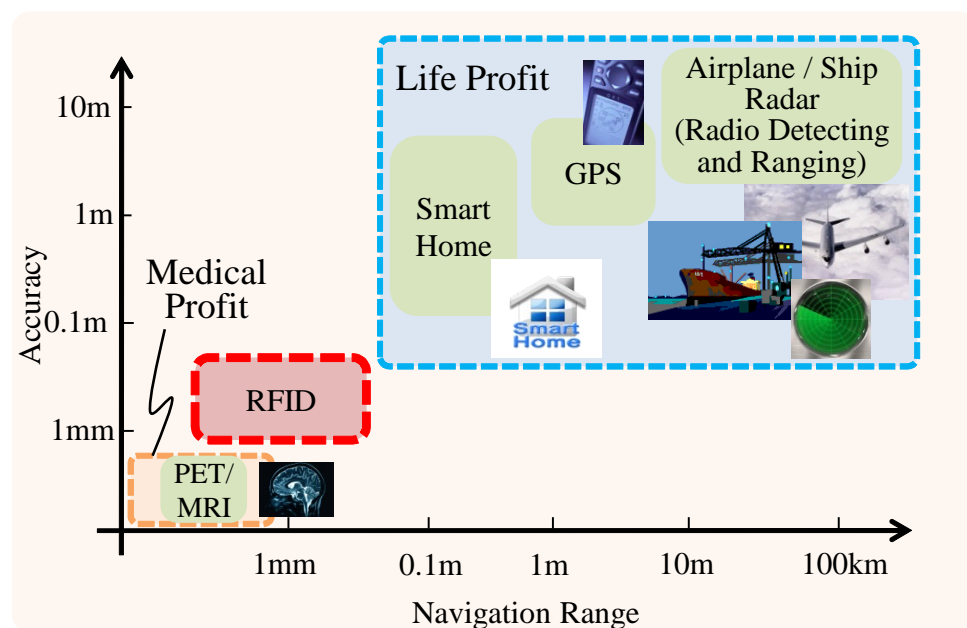 Life Profit
Airplane / Ship
Radar
(Radio Detecting
and Ranging)
GPS
Smart
Home
Smart
Home
Medical
Profit
RFID
PET/
MRI
Accuracy
10m
1m
0.1m
1mm
1mm
0.1m
1m
10m
100km
Navigation Range